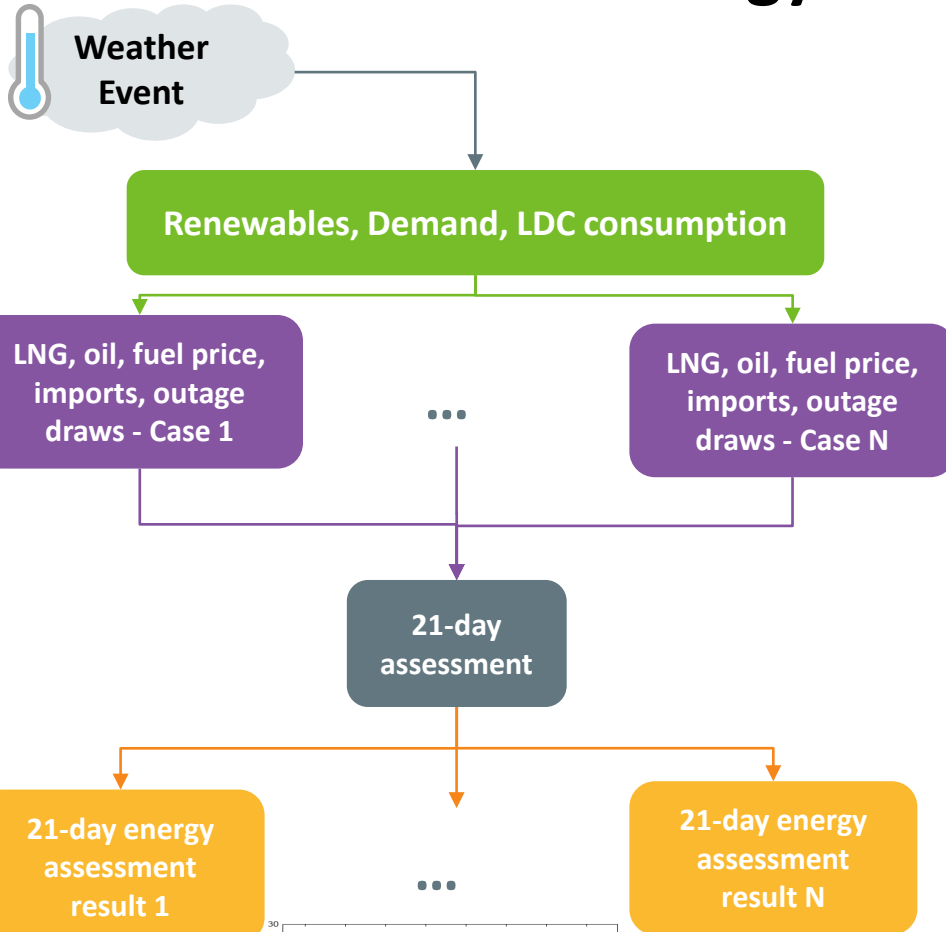 Weather
Event
Renewables, Demand, LDC consumption
LNG, oil, fuel price,
imports, outage
draws - Case 1
...
LNG, oil, fuel price,
imports, outage
draws - Case N
21-day
assessment
21-day energy
assessment
result 1
...
21-day energy
assessment
result N
30